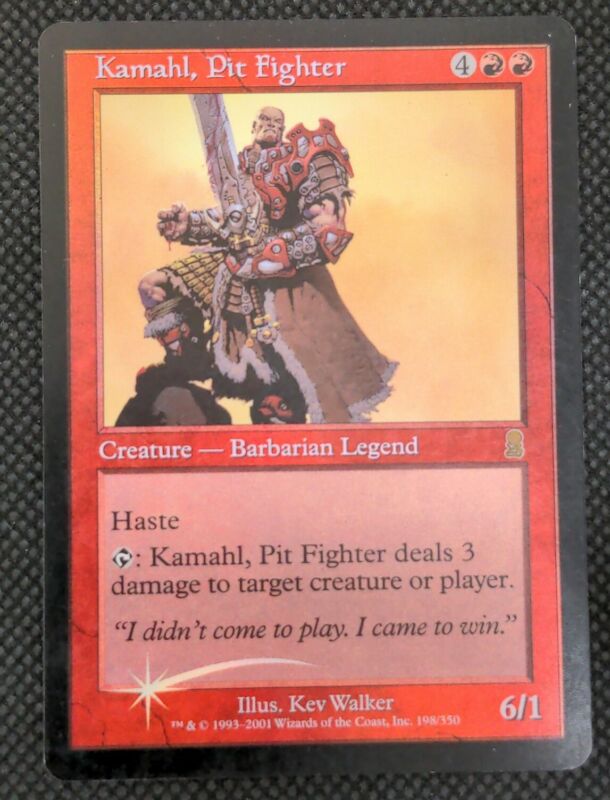 Kamahl, Pit Fighter 4
Creature — Barbarian Legend
Haste
: Kamahl, Pit Fighter deals 3
damage to target creature or player.
“I didn’t come to play. I came to win.”
Illus. Kev Walker
™ & © 1993–2001 Wizards of the Coast, Inc. 198/350
6/1